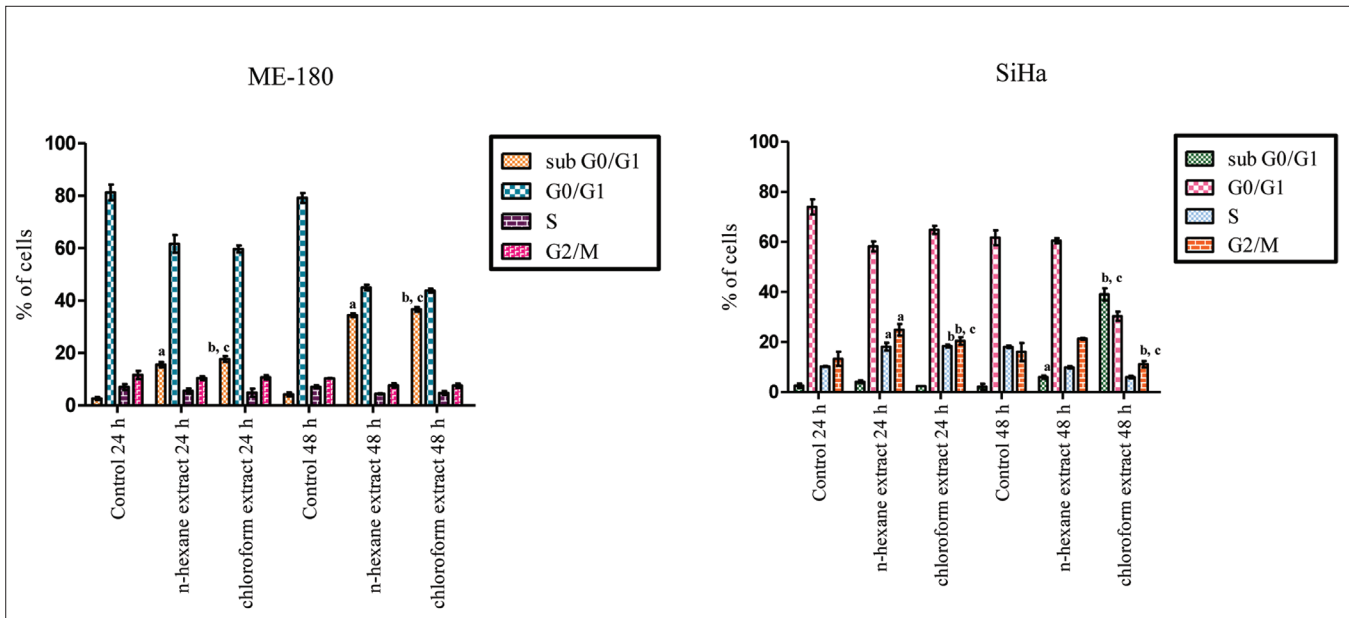 ME-180
% of cells
100
80
60
40
20
0
a
b, c
a
b, c
Control 24 h
n-hexane extract 24 h
chloroform extract 24 h
Control 48 h
n-hexane extract 48 h
chloroform extract 48 h
sub G0/G1
G0/G1
S
G2/M
SiHa
% of cells
100
80
60
40
20
0
a
a
b
b, c
a
b, c
b, c
Control 24 h
n-hexane extract 24 h
chloroform extract 24 h
Control 48 h
n-hexane extract 48 h
chloroform extract 48 h
sub G0/G1
G0/G1
S
G2/M